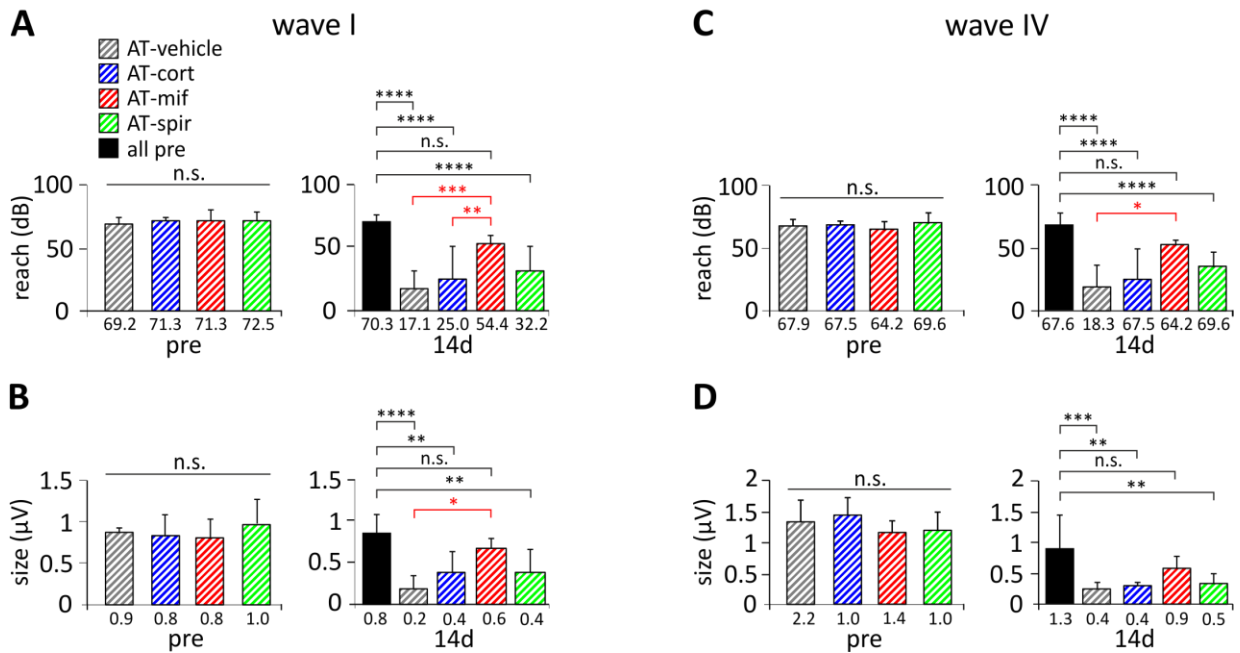 A
wave I
AT-vehicle
AT-cort
AT-mif
AT-spir
all pre
n.s.
100
50
0
reach (dB)
69.2 71.3 71.3 72.5
pre
****
****
n.s.
****
***
**
100
50
0
70.3 17.1 25.0 54.4 32.2
14d
B
n.s.
1.5
1
0.5
0
size (µV)
0.9 0.8 0.8 1.0
pre
****
**
n.s.
**
*
1.5
1
0.5
0
0.8 0.2 0.4 0.6 0.4
14d
C
wave IV
n.s.
100
50
0
reach (dB)
67.9 67.5 64.2 69.6
pre
****
****
n.s.
****
*
100
50
0
67.6 18.3 67.5 64.2 69.6
14d
D
n.s.
2
1.5
1
0.5
0
size (µV)
2.2 1.0 1.4 1.0
pre
***
**
n.s.
**
2
1.5
1
0.5
0
1.3 0.4 0.4 0.9 0.5
14d